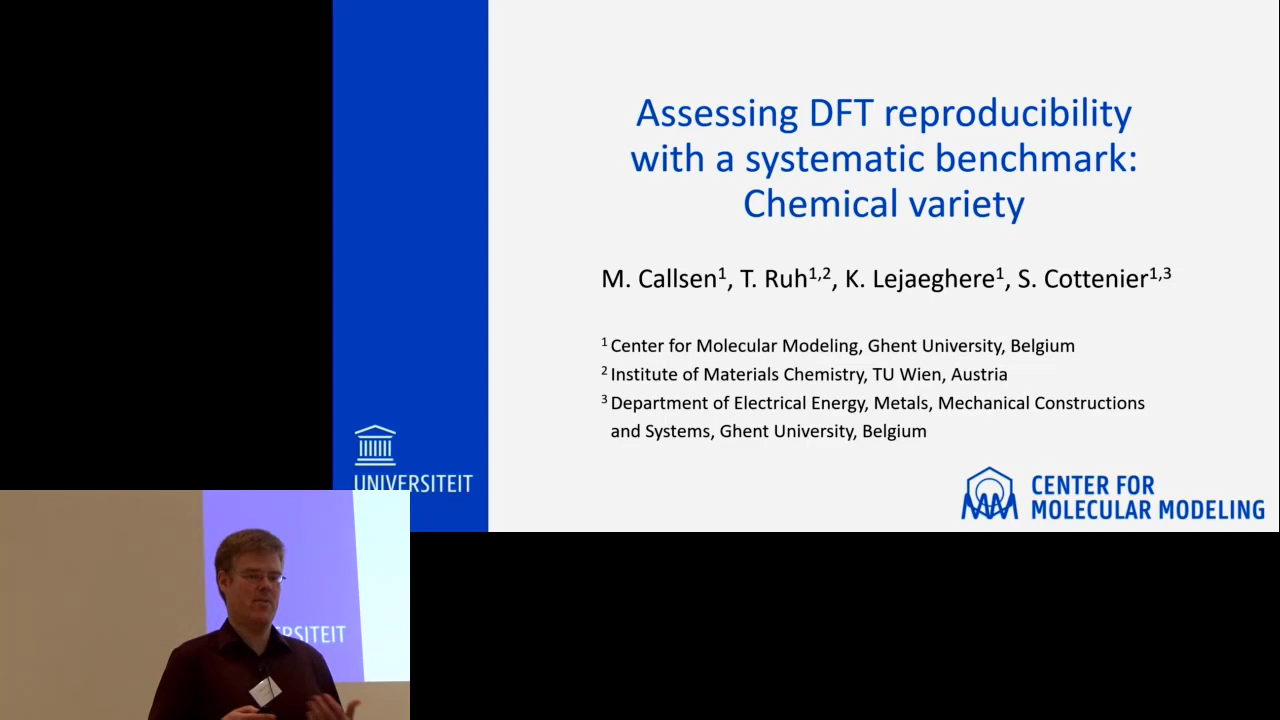 Assessing DFT reproducibility
with a systematic benchmark:
Chemical variety
M. Callsen¹, T. Ruh¹,², K. Lejaeghere¹, S. Cottenier¹,³
¹ Center for Molecular Modeling, Ghent University, Belgium
² Institute of Materials Chemistry, TU Wien, Austria
³ Department of Electrical Energy, Metals, Mechanical Constructions
and Systems, Ghent University, Belgium
UNIVERSITEIT
CENTER FOR
MOLECULAR MODELING
RSITEIT